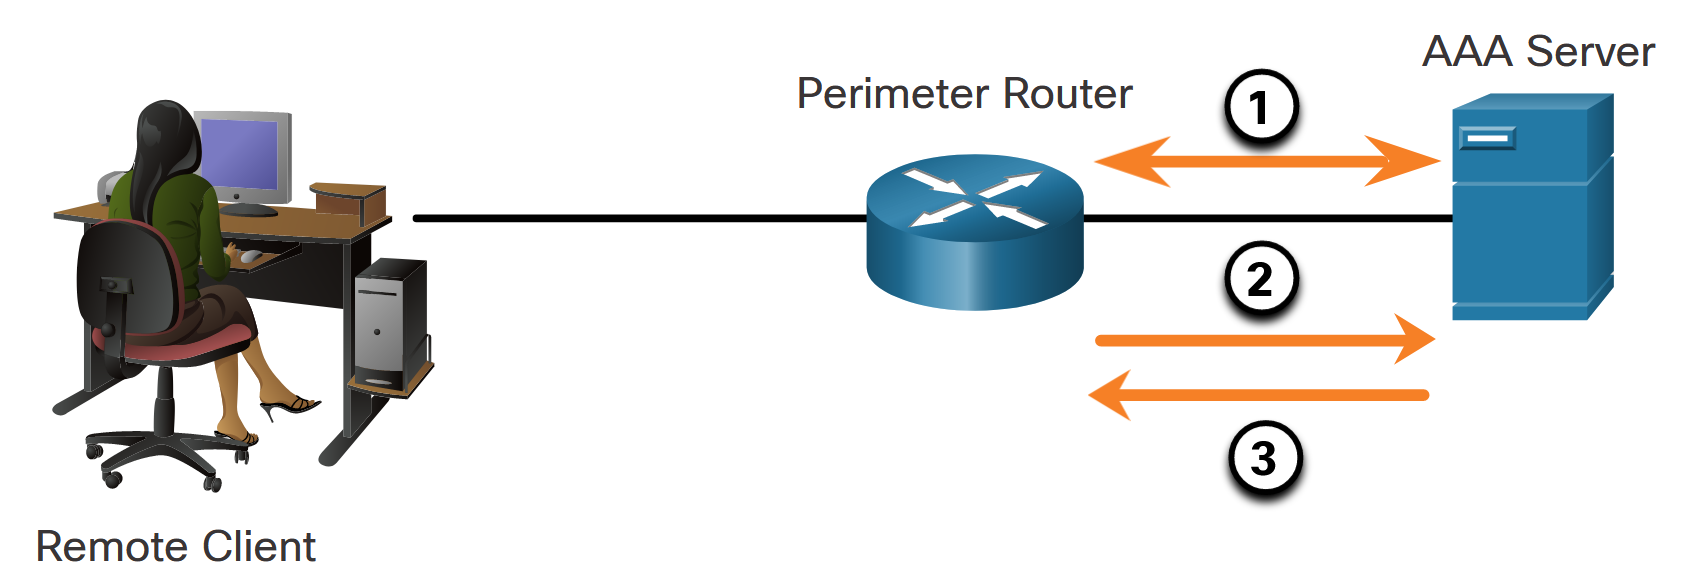 AAA Server
Perimeter Router
1
2
3
Remote Client